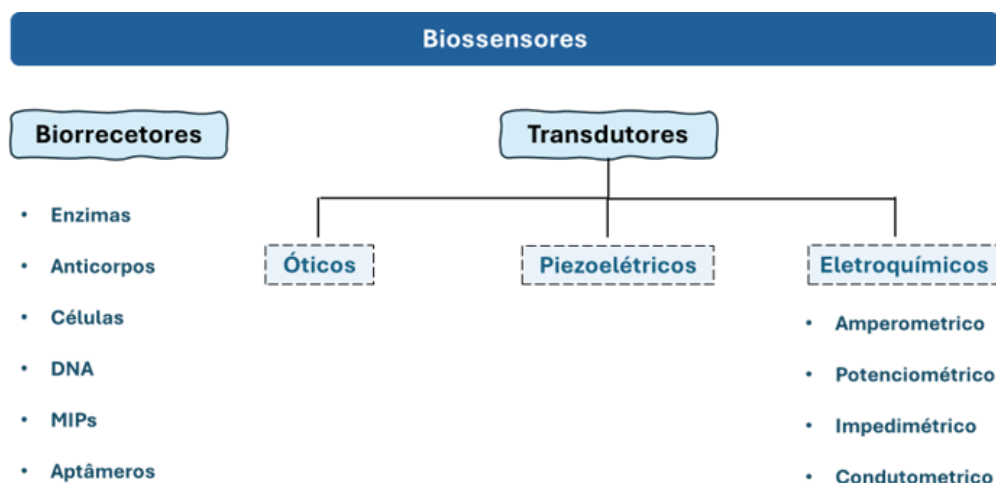 Biossensores
Biorrecetores
Transdutores
• Enzimas
• Anticorpos
• Células
• DNA
• MIPs
• Aptâmeros
Óticos
Piezoelétricos
Eletroquímicos
• Amperometrico
• Potenciométrico
• Impedimétrico
• Condutometrico